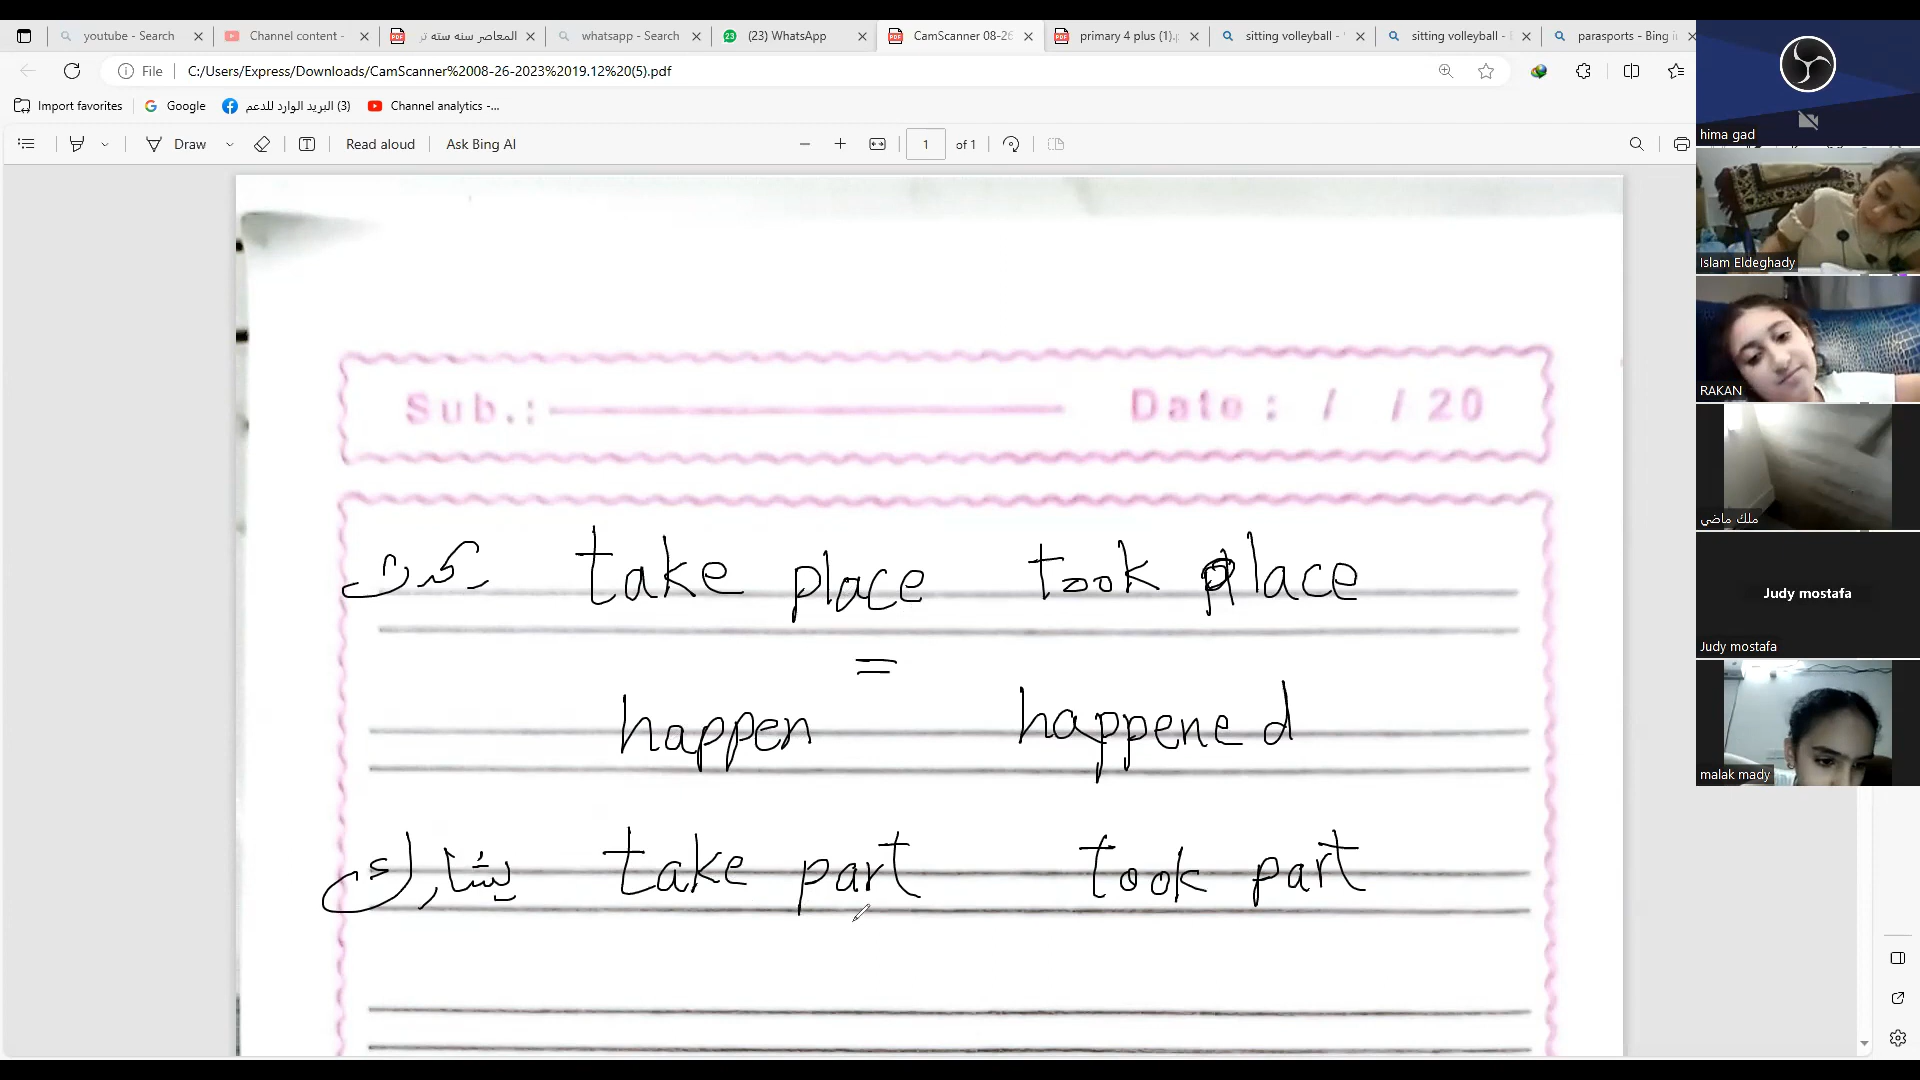 youtube - Search
Channel content -
المعاصر سنه سته تر
whatsapp - Search
(23) WhatsApp
CamScanner 08-26
primary 4 plus (1).p
sitting volleyball -
sitting volleyball -
parasports - Bing i
File C:/Users/Express/Downloads/CamScanner%2008-26-2023%2019.12%20(5).pdf
Import favorites Google (3) البريد الوارد للدعم Channel analytics -...
Draw Read aloud Ask Bing AI 1 of 1
Sub.: Date: / /20
take place took place
=
happen happened
يشارك take part took part
hima gad
Islam Eldeghady
RAKAN
ملك ماضي
Judy mostafa
Judy mostafa
malak mady